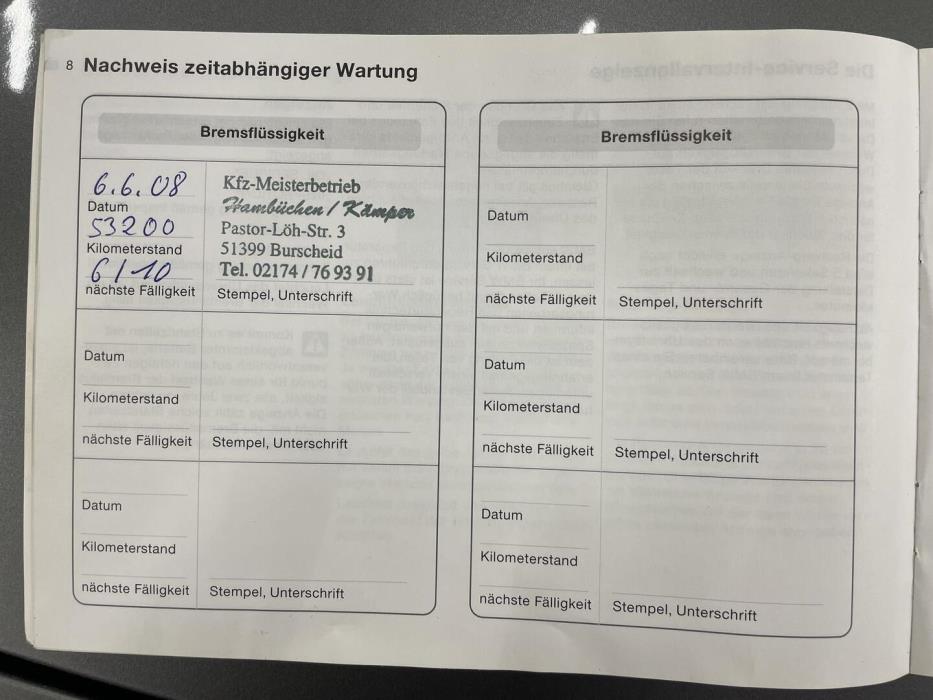 8 Nachweis zeitabhängiger Wartung
Bremsflüssigkeit
6.6.08
Datum
53200
Kilometerstand
6/10
nächste Fälligkeit
Kfz-Meisterbetrieb
Hambüchen / Kämper
Pastor-Löh-Str. 3
51399 Burscheid
Tel. 02174 / 76 93 91
Stempel, Unterschrift
Datum
Kilometerstand
nächste Fälligkeit Stempel, Unterschrift
Datum
Kilometerstand
nächste Fälligkeit Stempel, Unterschrift
Bremsflüssigkeit
Datum
Kilometerstand
nächste Fälligkeit Stempel, Unterschrift
Datum
Kilometerstand
nächste Fälligkeit Stempel, Unterschrift
Datum
Kilometerstand
nächste Fälligkeit Stempel, Unterschrift